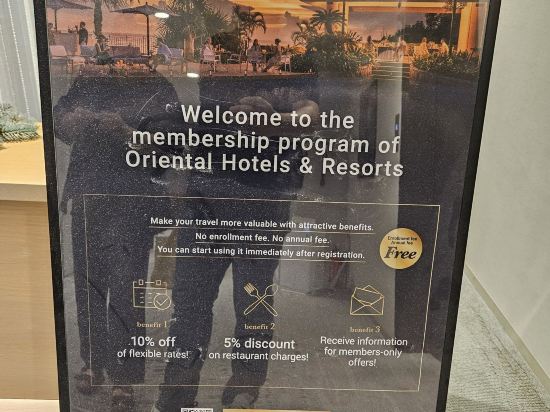 Welcome to the
membership program of
Oriental Hotels & Resorts
Make your travel more valuable with attractive benefits.
No enrollment fee. No annual fee.
You can start using it immediately after registration.
Enrollment fee
Annual fee
Free
benefit 1
10% off
of flexible rates!
benefit 2
5% discount
on restaurant charges!
benefit 3
Receive information
for members-only
offers!